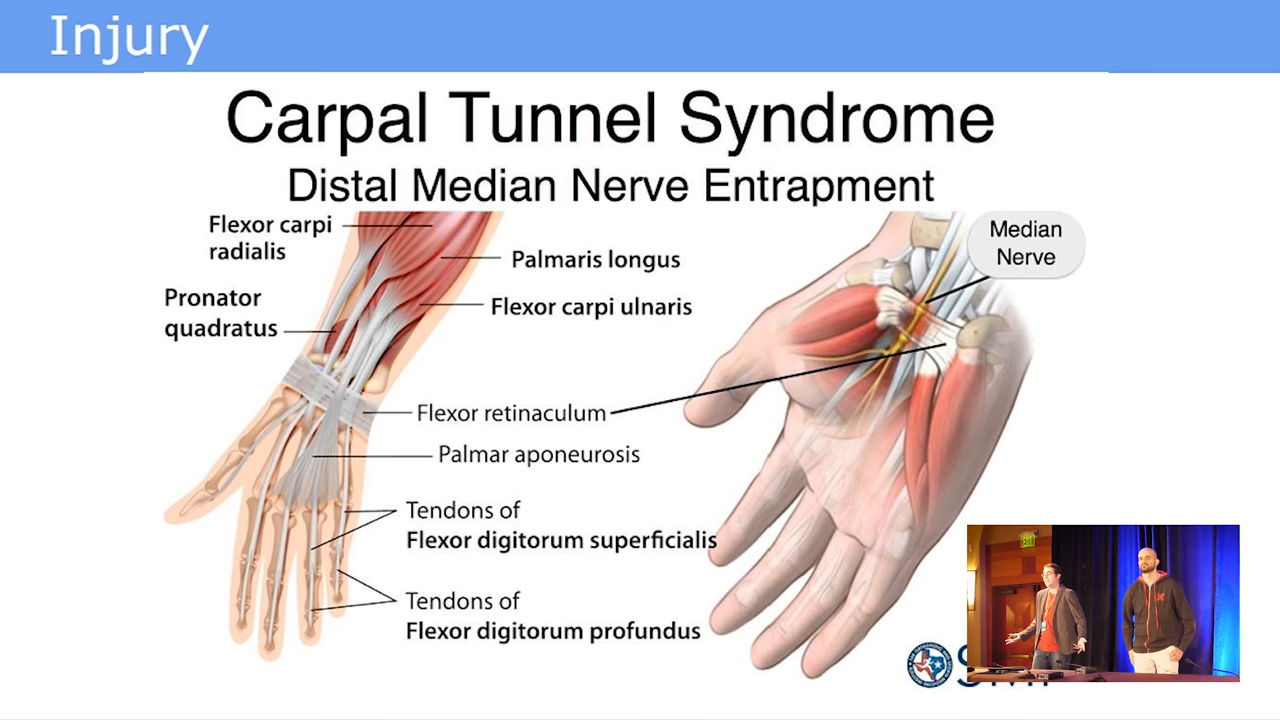 Injury
Carpal Tunnel Syndrome
Distal Median Nerve Entrapment
Flexor carpi
radialis
Palmaris longus
Pronator
quadratus
Flexor carpi ulnaris
Median
Nerve
Flexor retinaculum
Palmar aponeurosis
Tendons of
Flexor digitorum superficialis
Tendons of
Flexor digitorum profundus
EXIT